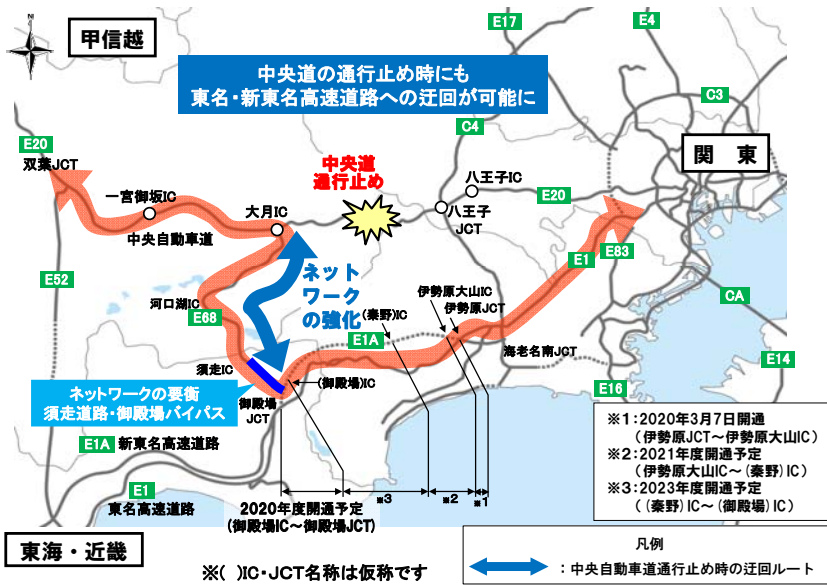 甲信越
中央道の通行止め時にも
東名・新東名高速道路への迂回が可能に
E17
E4
C3
C4
関 東
E20
双葉JCT
中央道
通行止め
八王子IC
一宮御坂IC
大月IC
八王子
JCT
E20
中央自動車道
E1
E83
E52
ネット
ワーク
の強化
河口湖IC
E68
伊勢原大山IC
(秦野)IC
伊勢原JCT
CA
E1A
海老名南JCT
E14
須走IC
(御殿場)IC
E16
ネットワークの要衝
須走道路・御殿場バイパス
御殿場
JCT
E1A 新東名高速道路
E1
東名高速道路
※3
※2
※1
2020年度開通予定
(御殿場IC～御殿場JCT)
※1:2020年3月7日開通
(伊勢原JCT～伊勢原大山IC)
※2:2021年度開通予定
(伊勢原大山IC～(秦野)IC)
※3:2023年度開通予定
((秦野)IC～(御殿場)IC)
東海・近畿
※( )IC・JCT名称は仮称です
凡例
:中央自動車道通行止め時の迂回ルート